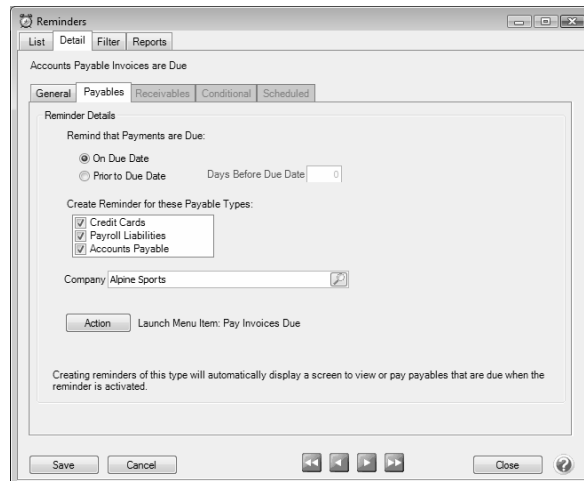 Reminders
List Detail Filter Reports
Accounts Payable Invoices are Due
General Payables Receivables Conditional Scheduled
Reminder Details
Remind that Payments are Due:
On Due Date
Prior to Due Date Days Before Due Date 0
Create Reminder for these Payable Types:
Credit Cards
Payroll Liabilities
Accounts Payable
Company Alpine Sports
Action Launch Menu Item: Pay Invoices Due
Creating reminders of this type will automatically display a screen to view or pay payables that are due when the
reminder is activated.
Save Cancel Close ?